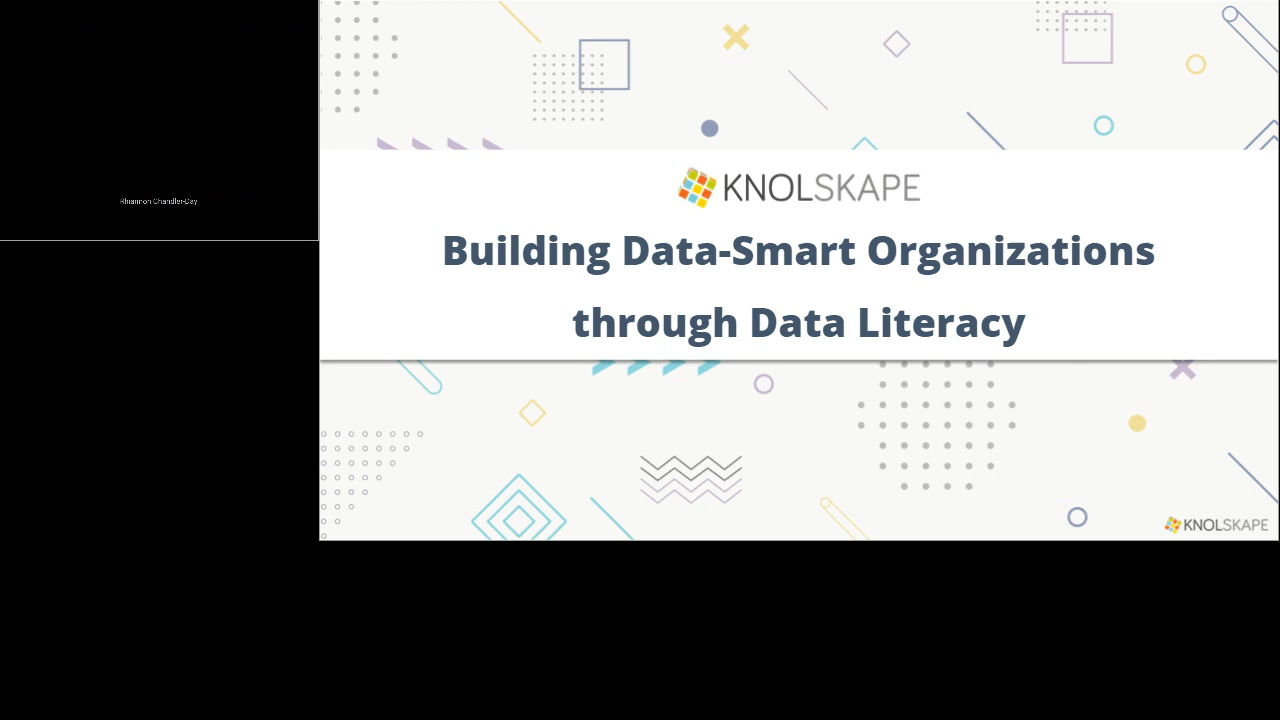 Rhiannon Chandler-Day
KNOLSKAPE
Building Data-Smart Organizations
through Data Literacy
KNOLSKAPE